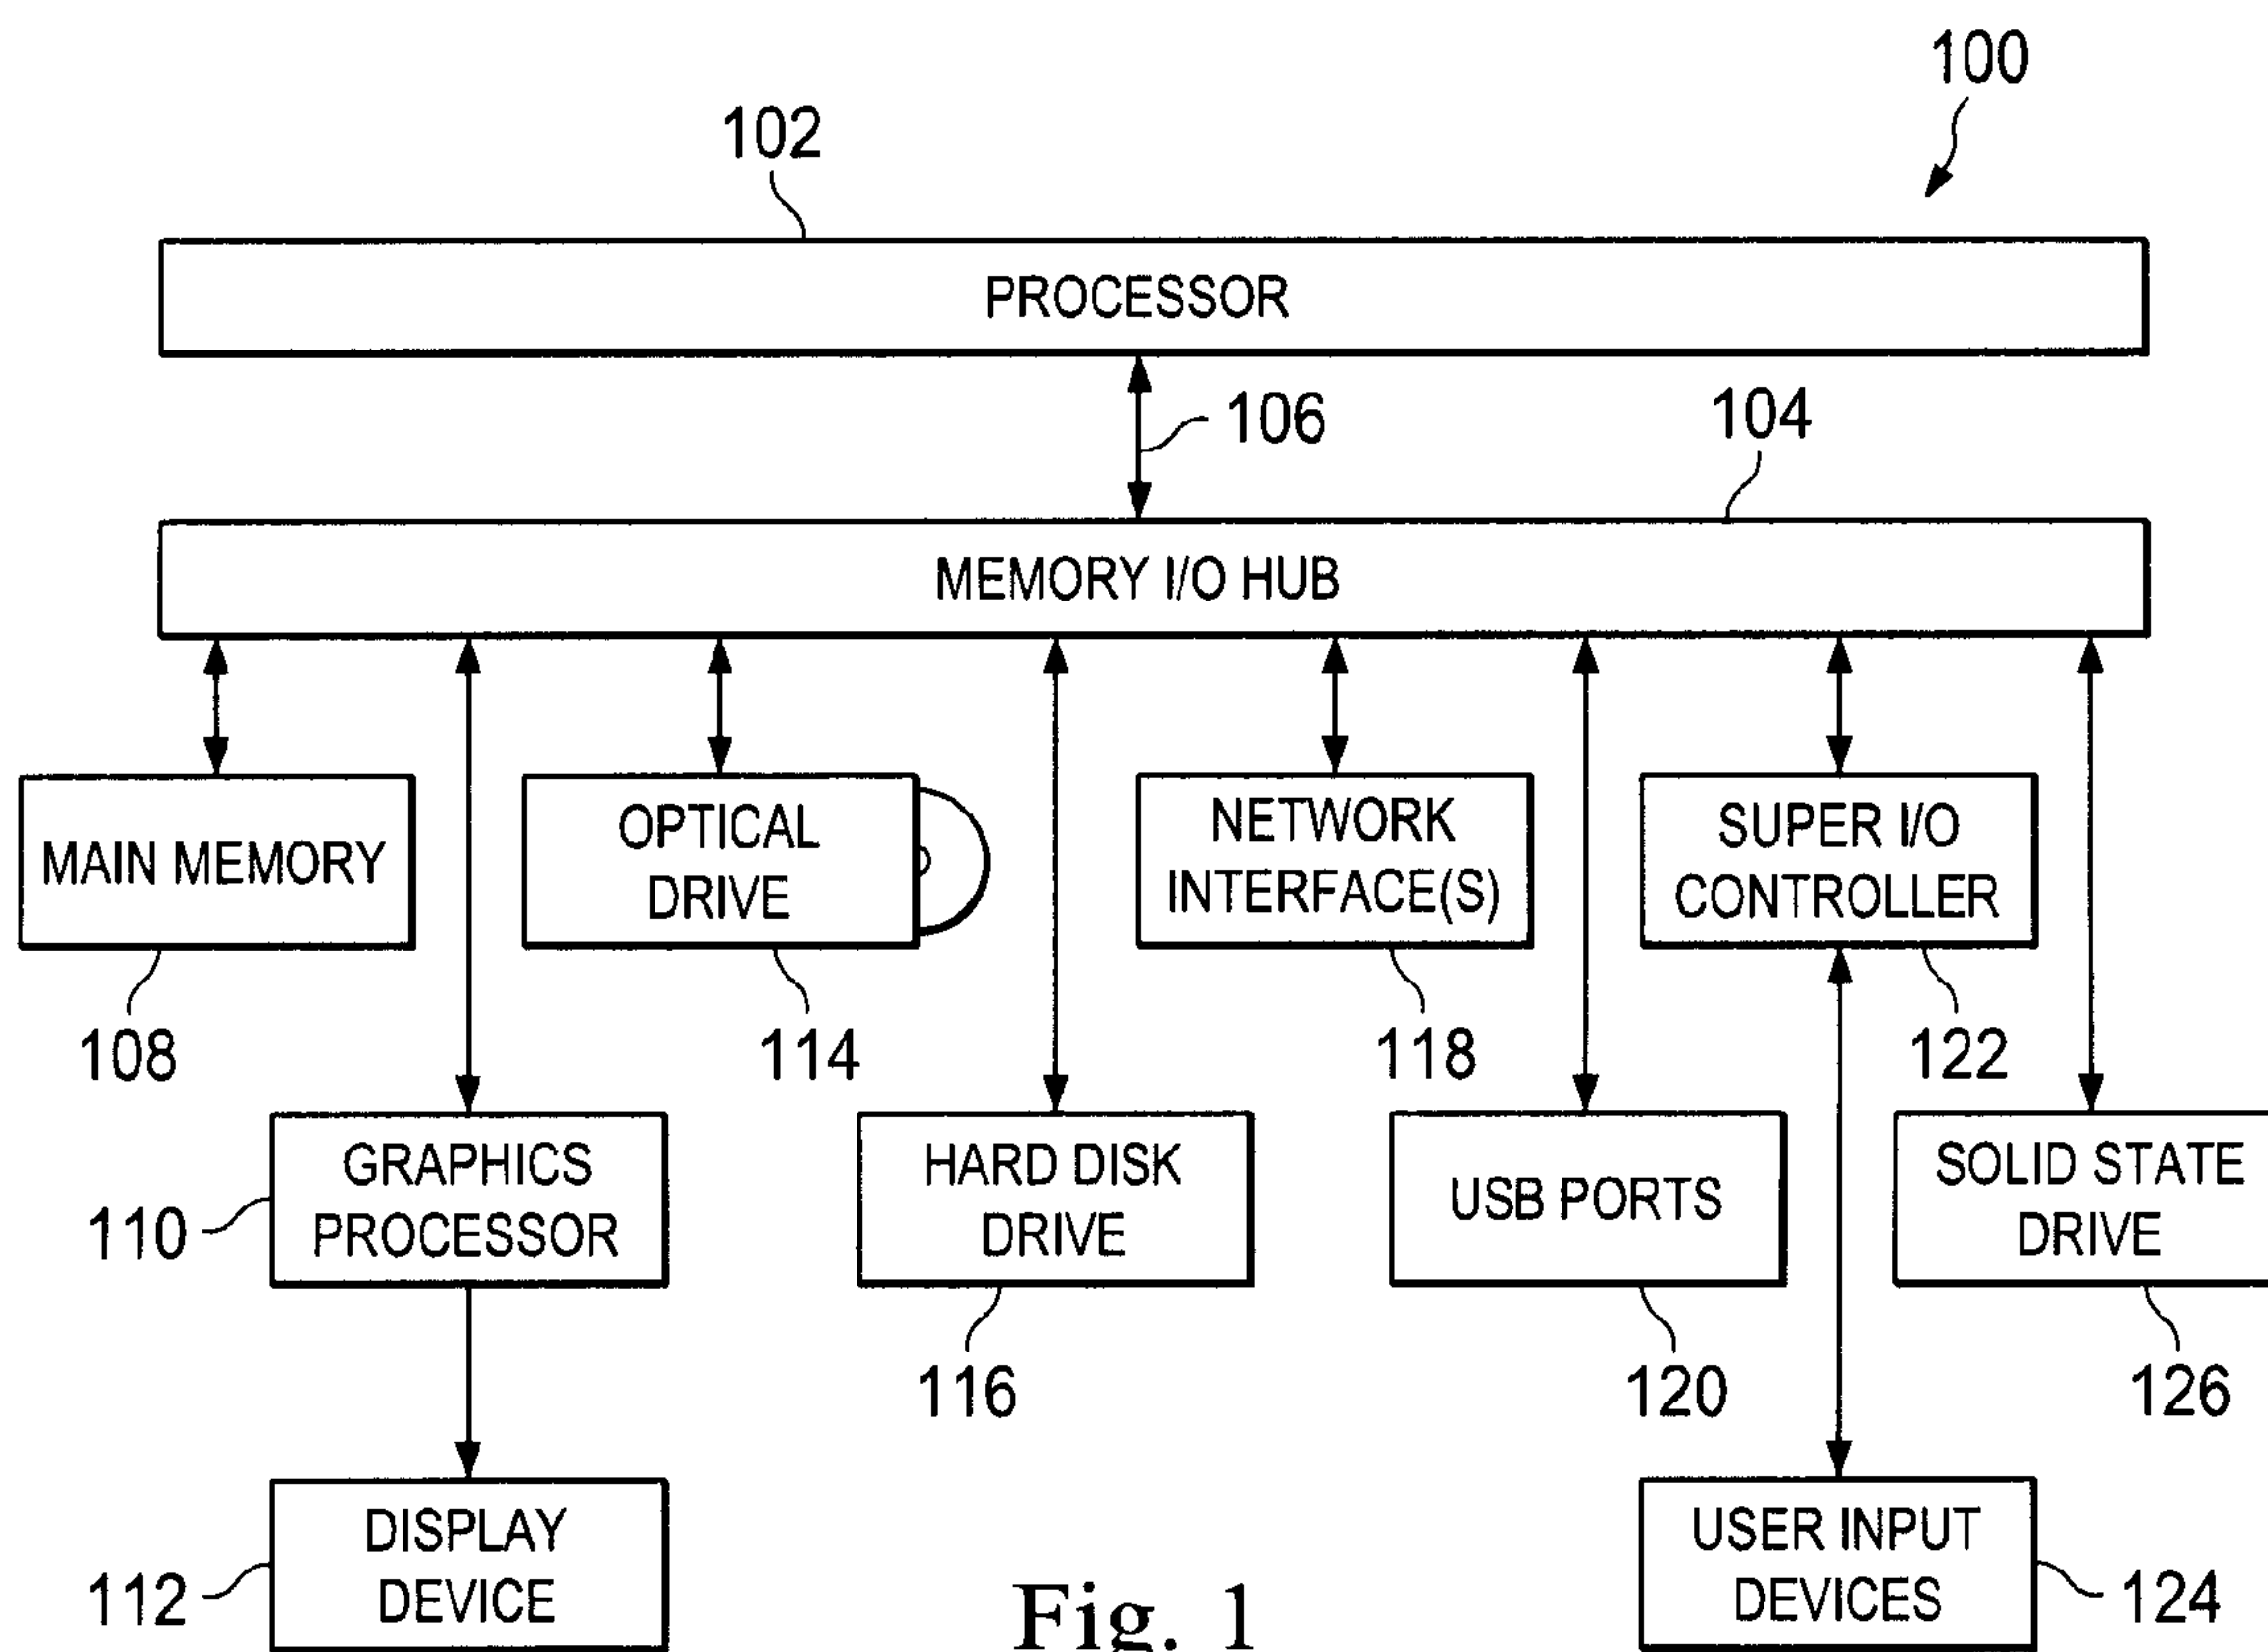 100
102
PROCESSOR
106
104
MEMORY I/O HUB
MAIN MEMORY
108
OPTICAL
DRIVE
114
NETWORK
INTERFACE(S)
118
SUPER I/O
CONTROLLER
122
110
GRAPHICS
PROCESSOR
HARD DISK
DRIVE
116
USB PORTS
120
SOLID STATE
DRIVE
126
112
DISPLAY
DEVICE
USER INPUT
DEVICES
124
Fig. 1